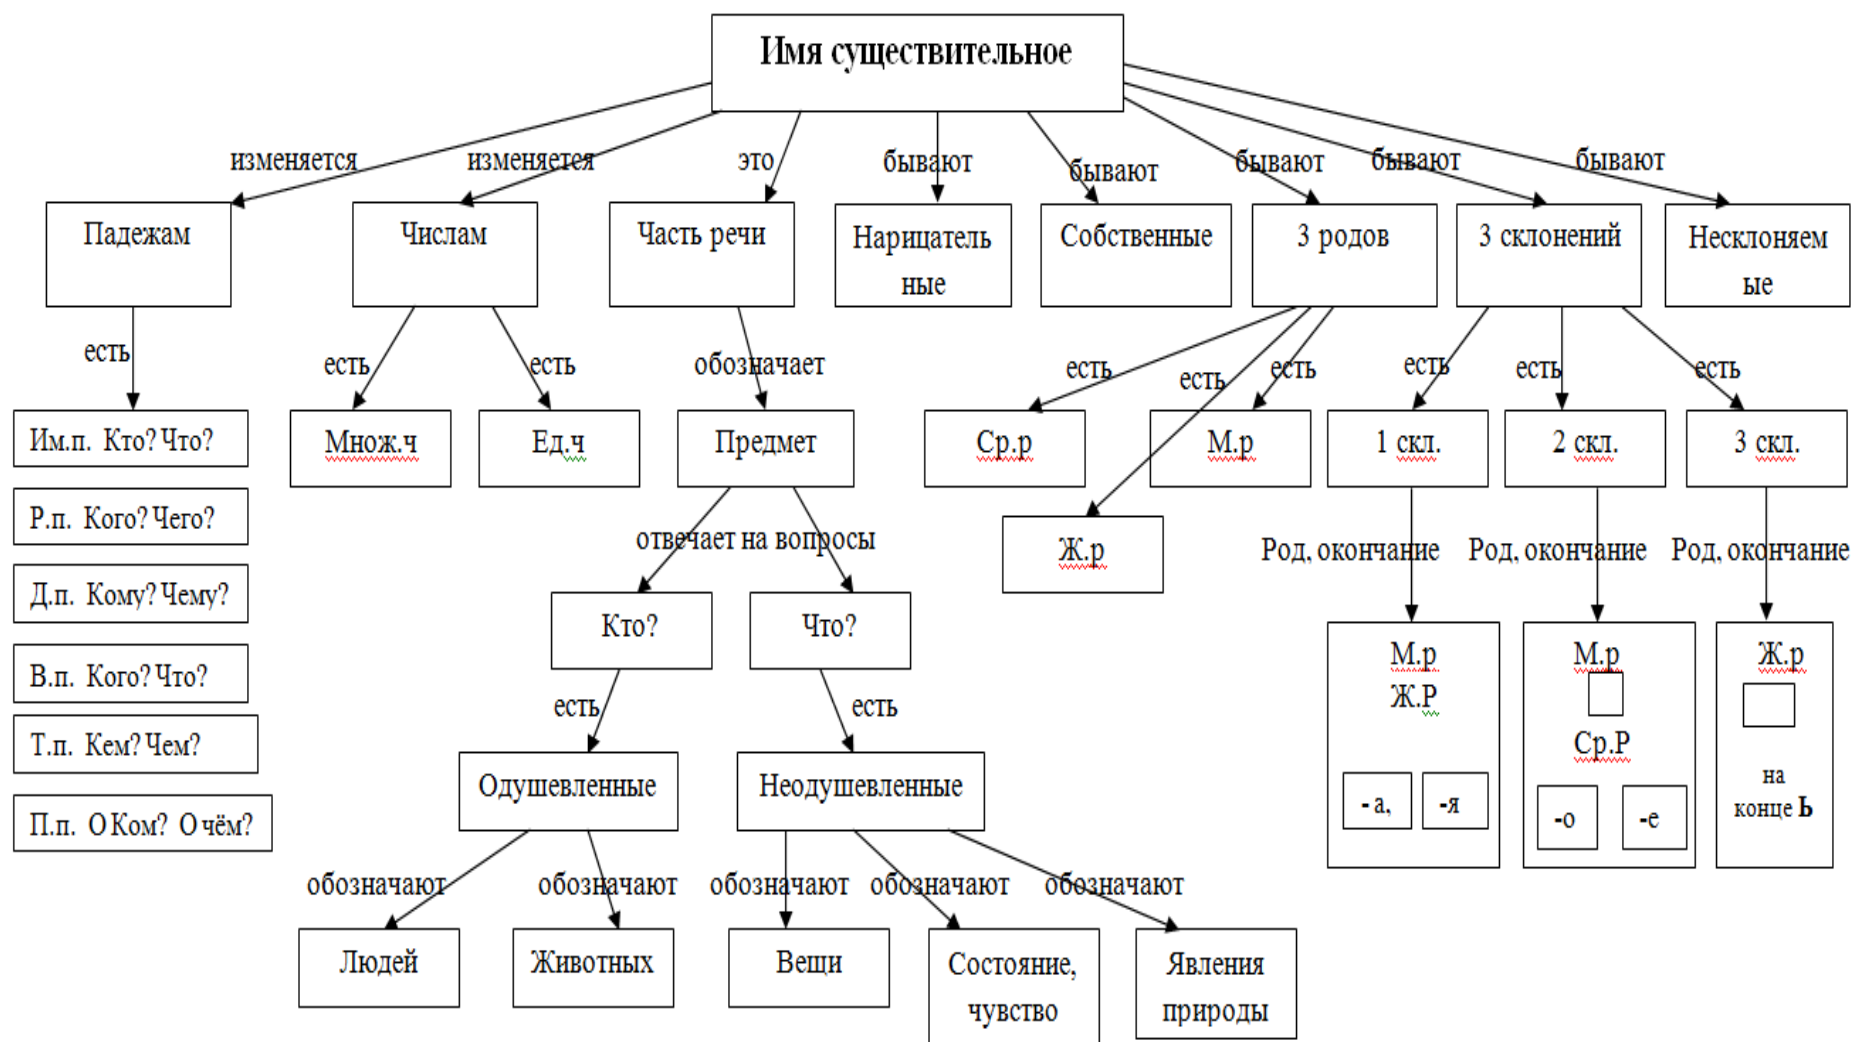 Имя существительное
изменяется
изменяется
это
бывают
бывают
бывают
бывают
бывают
Падежам
Числам
Часть речи
Нарицатель
ные
Собственные
3 родов
3 склонений
Несклоняем
ые
есть
есть
есть
обозначает
есть
есть
есть
есть
есть
есть
Им.п. Кто? Что?
Р.п. Кого? Чего?
Д.п. Кому? Чему?
В.п. Кого? Что?
Т.п. Кем? Чем?
П.п. О Ком? О чём?
Множ.ч
Ед.ч
Предмет
Ср.р
М.р
Ж.р
1 скл.
2 скл.
3 скл.
отвечает на вопросы
Род, окончание
Род, окончание
Род, окончание
Кто?
Что?
М.р
Ж.Р
- а,
-я
М.р
Ср.Р
-о
-е
Ж.р
на
конце Ь
есть
есть
Одушевленные
Неодушевленные
обозначают
обозначают
обозначают
обозначают
обозначают
Людей
Животных
Вещи
Состояние,
чувство
Явления
природы